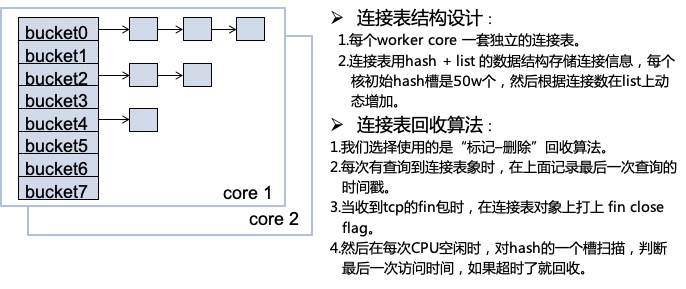 bucket0
bucket1
bucket2
bucket3
bucket4
bucket5
bucket6
bucket7
core 1
core 2
➢ 连接表结构设计：
1.每个worker core 一套独立的连接表。
2.连接表用hash + list 的数据结构存储连接信息，每个
核初始hash槽是50w个，然后根据连接数在list上动
态增加。
➢ 连接表回收算法：
1.我们选择使用的是“标记–删除”回收算法。
2.每次有查询到连接表象时，在上面记录最后一次查询的
时间戳。
3.当收到tcp的fin包时，在连接表对象上打上 fin close
flag。
4.然后在每次CPU空闲时，对hash的一个槽扫描，判断
最后一次访问时间，如果超时了就回收。